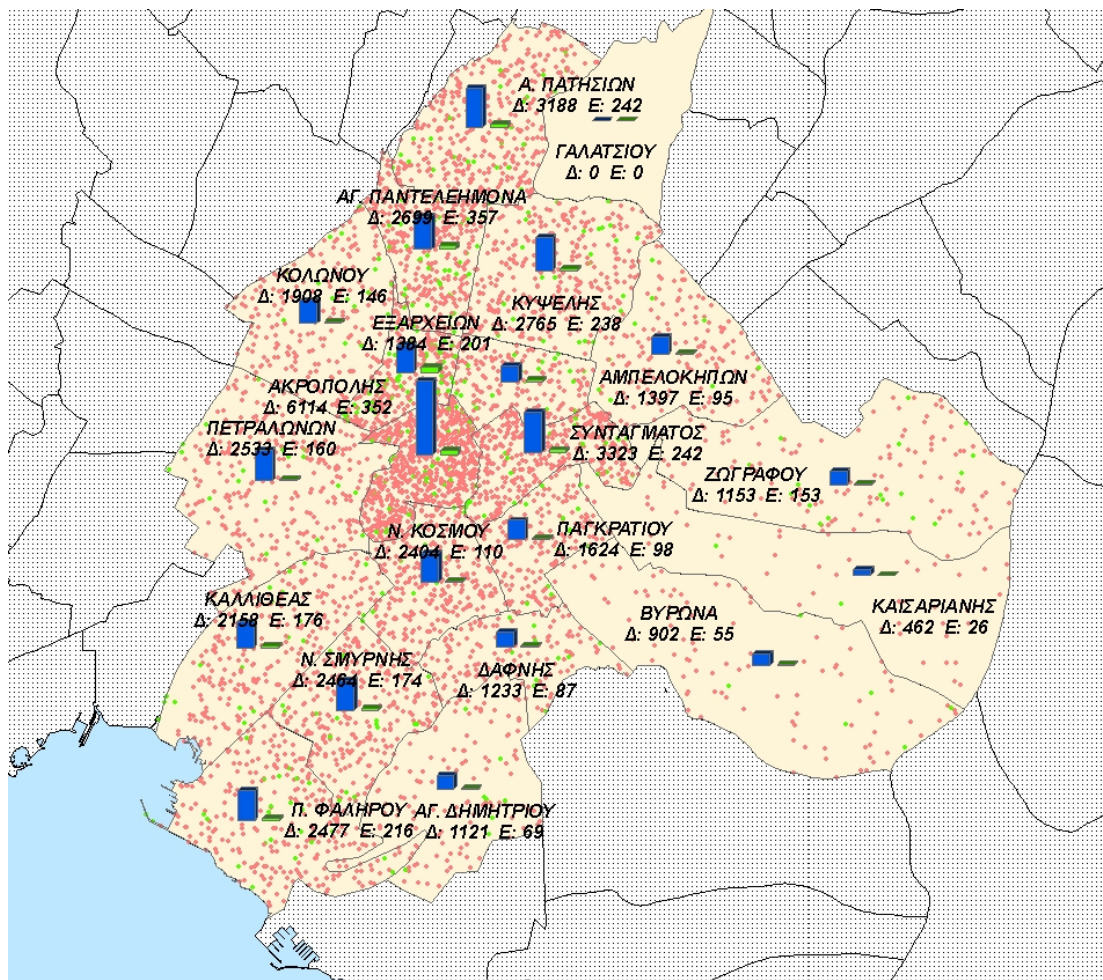 Α. ΠΑΤΗΣΙΩΝ
Δ: 3188 Ε: 242
ΓΑΛΑΤΣΙΟΥ
Δ: 0 Ε: 0
ΑΓ. ΠΑΝΤΕΛΕΗΜΟΝΑ
Δ: 2699 Ε: 357
ΚΟΛΩΝΟΥ
Δ: 1908 Ε: 146
ΚΥΨΕΛΗΣ
Δ: 2765 Ε: 238
ΕΞΑΡΧΕΙΩΝ
Δ: 1384 Ε: 201
ΑΜΠΕΛΟΚΗΠΩΝ
Δ: 1397 Ε: 95
ΑΚΡΟΠΟΛΗΣ
Δ: 6114 Ε: 352
ΠΕΤΡΑΛΩΝΩΝ
Δ: 2533 Ε: 160
ΣΥΝΤΑΓΜΑΤΟΣ
Δ: 3323 Ε: 242
ΖΩΓΡΑΦΟΥ
Δ: 1153 Ε: 153
Ν. ΚΟΣΜΟΥ
Δ: 2404 Ε: 110
ΠΑΓΚΡΑΤΙΟΥ
Δ: 1624 Ε: 98
ΚΑΛΛΙΘΕΑΣ
Δ: 2158 Ε: 176
ΒΥΡΩΝΑ
Δ: 902 Ε: 55
ΚΑΙΣΑΡΙΑΝΗΣ
Δ: 462 Ε: 26
Ν. ΣΜΥΡΝΗΣ
Δ: 2464 Ε: 174
ΔΑΦΝΗΣ
Δ: 1233 Ε: 87
Π. ΦΑΛΗΡΟΥ
Δ: 2477 Ε: 216
ΑΓ. ΔΗΜΗΤΡΙΟΥ
Δ: 1121 Ε: 69